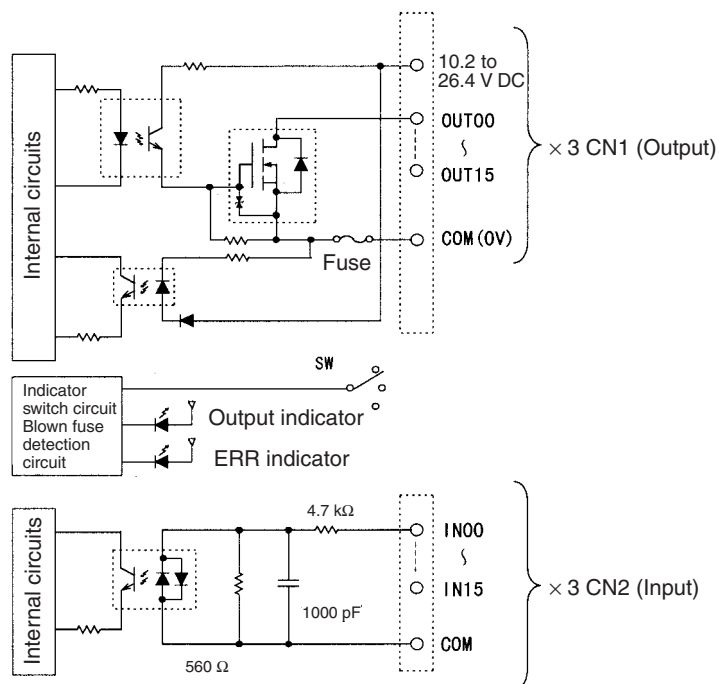 Internal circuits
10.2 to
26.4 V DC
OUT00
OUT15
COM(0V)
× 3 CN1 (Output)
Fuse
SW
Indicator
switch circuit
Blown fuse
detection
circuit
Output indicator
ERR indicator
Internal circuits
4.7 kΩ
1000 pF
560 Ω
IN00
IN15
COM
× 3 CN2 (Input)